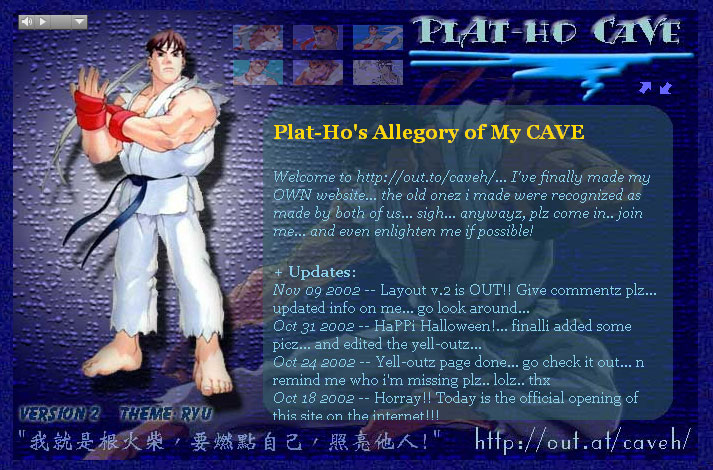 PLAT-HO CAVE
Plat-Ho's Allegory of My CAVE
Welcome to http://out.to/caveh/... I've finally made my
OWN website... the old onez i made were recognized as
made by both of us... sigh... anywayz, plz come in.. join
me... and even enlighten me if possible!
+ Updates:
Nov 09 2002 -- Layout v.2 is OUT!! Give commentz plz...
updated info on me... go look around...
Oct 31 2002 -- HaPPi Halloween!... finalli added some
picz... and edited the yell-outz...
Oct 24 2002 -- Yell-outz page done... go check it out... n
remind me who i'm missing plz.. lolz.. thx
Oct 18 2002 -- Horray!! Today is the official opening of
this site on the internet!!!
VERSION 2 THEME: RYU
"我就是根火柴，要燃點自己，照亮他人!"
http://out.at/caveh/